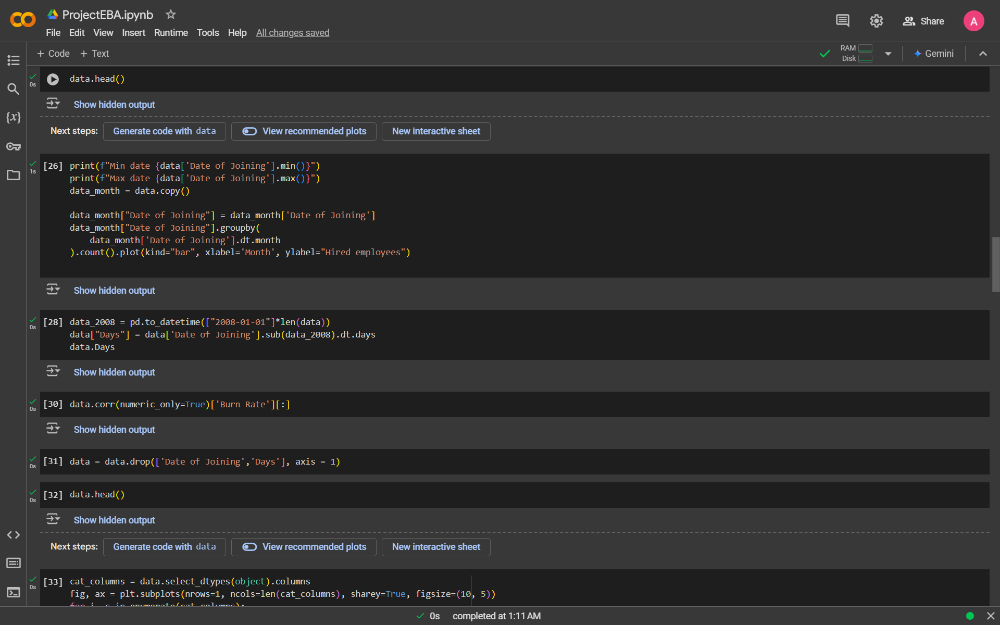 ProjectEBA.ipynb
File Edit View Insert Runtime Tools Help All changes saved
Share
A
+ Code + Text
RAM
Disk
Gemini
0s
data.head()
Show hidden output
Next steps: Generate code with data View recommended plots New interactive sheet
1s
[26] print(f"Min date {data['Date of Joining'].min()}")
print(f"Max date {data['Date of Joining'].max()}")
data_month = data.copy()
data_month["Date of Joining"] = data_month['Date of Joining']
data_month["Date of Joining"].groupby(
data_month['Date of Joining'].dt.month
).count().plot(kind="bar", xlabel='Month', ylabel="Hired employees")
Show hidden output
0s
[28] data_2008 = pd.to_datetime(["2008-01-01"]*len(data))
data["Days"] = data['Date of Joining'].sub(data_2008).dt.days
data.Days
Show hidden output
0s
[30] data.corr(numeric_only=True)['Burn Rate'][:]
Show hidden output
0s
[31] data = data.drop(['Date of Joining','Days'], axis = 1)
0s
[32] data.head()
Show hidden output
Next steps: Generate code with data View recommended plots New interactive sheet
0s
[33] cat_columns = data.select_dtypes(object).columns
fig, ax = plt.subplots(nrows=1, ncols=len(cat_columns), sharey=True, figsize=(10, 5))
for i, c in enumerate(cat_columns):
0s completed at 1:11 AM